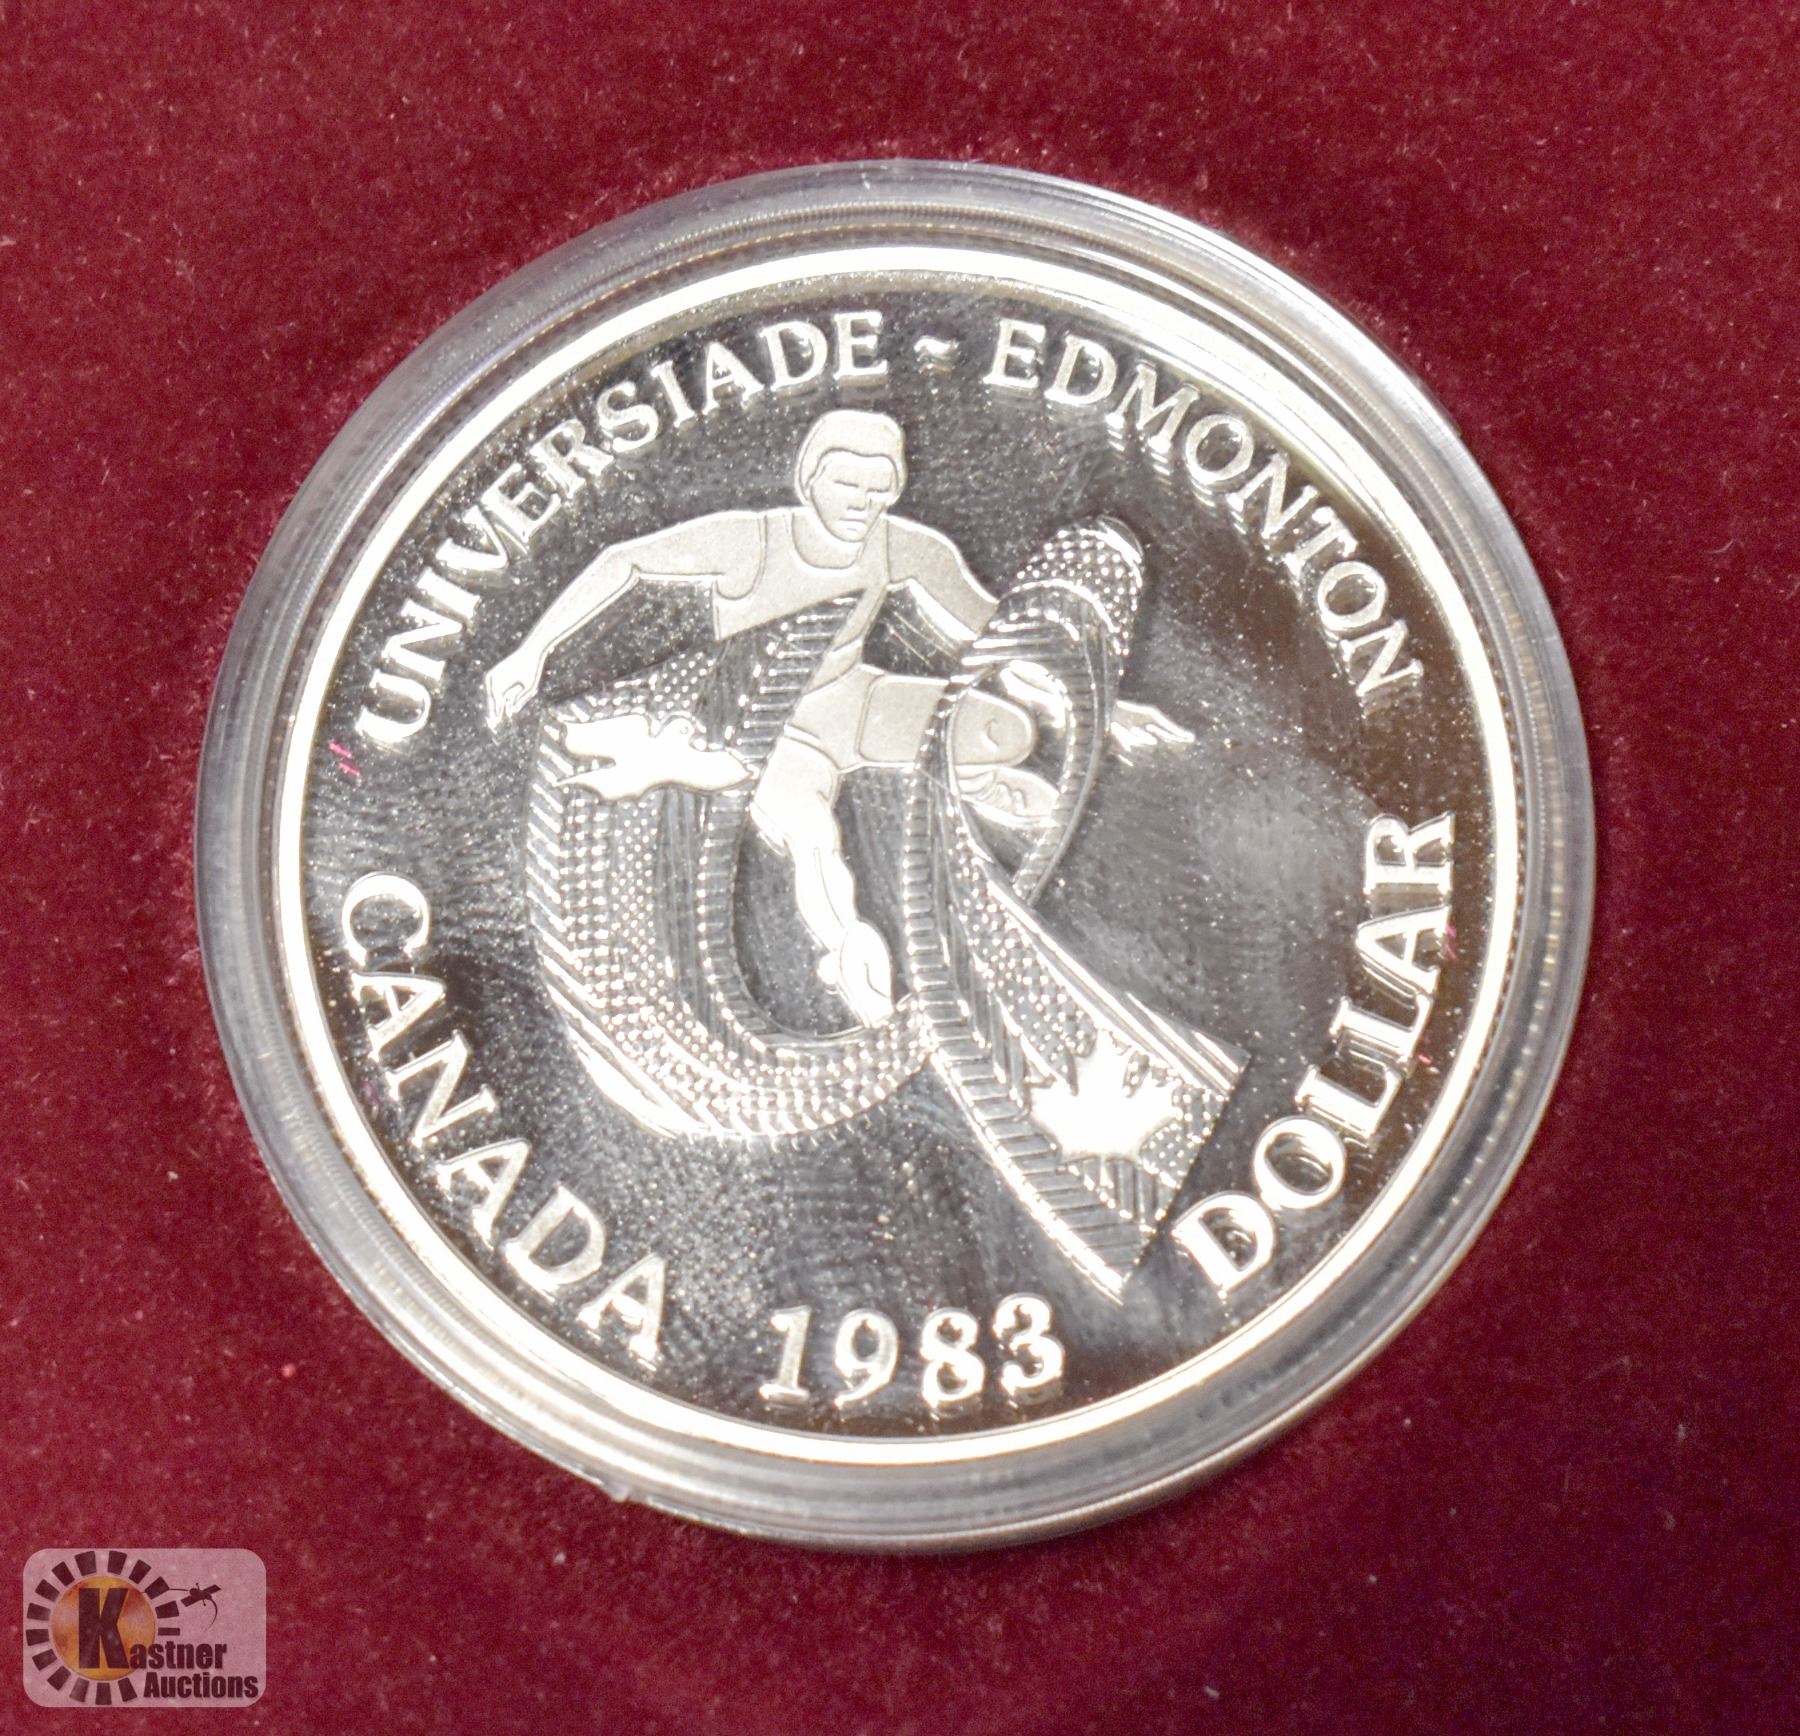 UNIVERSIADE ~ EDMONTON
CANADA 1983 DOLLAR
Kastner
Auctions